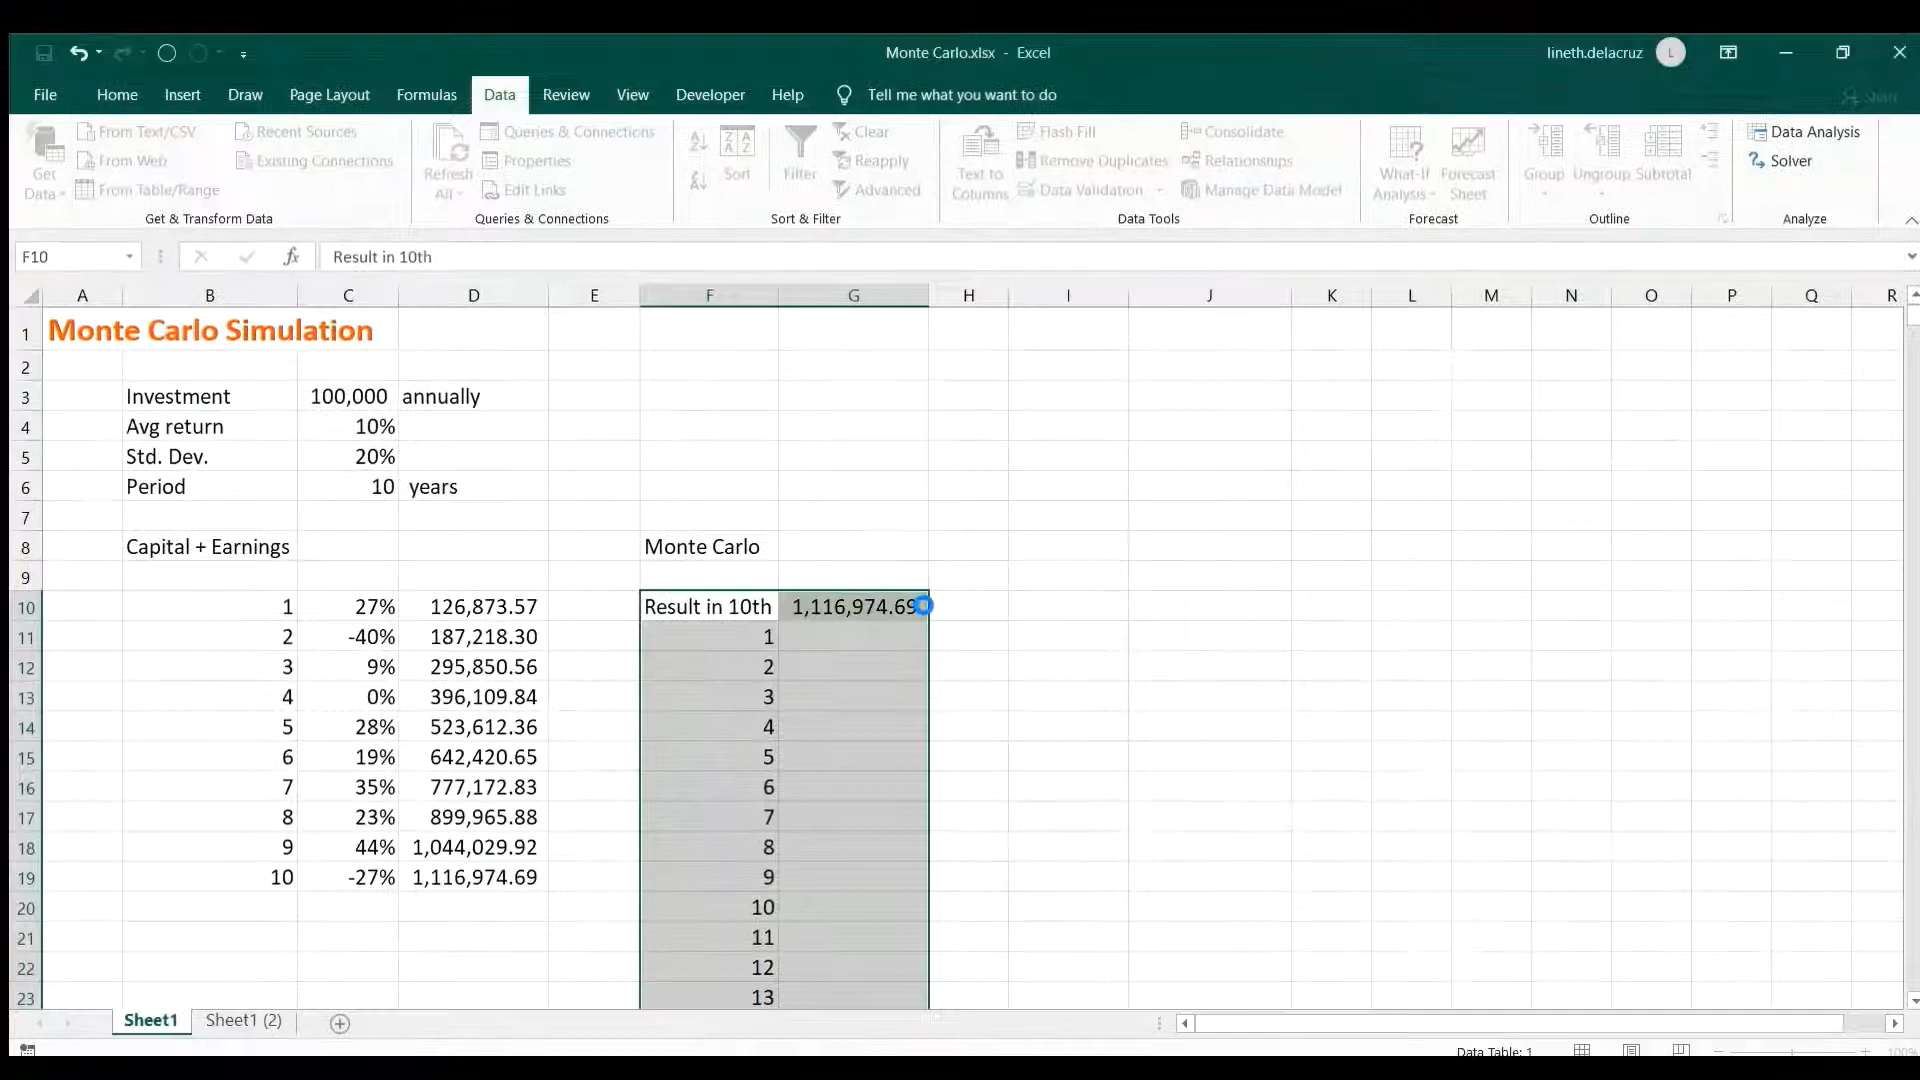 Monte Carlo.xlsx - Excel
lineth.delacruz
L
File Home Insert Draw Page Layout Formulas Data Review View Developer Help Tell me what you want to do Share
Get Data
From Text/CSV
From Web
From Table/Range
Recent Sources
Existing Connections
Get & Transform Data
Refresh All
Queries & Connections
Properties
Edit Links
Queries & Connections
Sort
Filter
Clear
Reapply
Advanced
Sort & Filter
Text to Columns
Flash Fill
Remove Duplicates
Data Validation
Consolidate
Relationships
Manage Data Model
Data Tools
What-If Analysis
Forecast Sheet
Forecast
Group
Ungroup
Subtotal
Outline
Data Analysis
Solver
Analyze
F10 fx Result in 10th
A B C D E F G H I J K L M N O P Q R
1 Monte Carlo Simulation
2
3 Investment 100,000 annually
4 Avg return 10%
5 Std. Dev. 20%
6 Period 10 years
7
8 Capital + Earnings Monte Carlo
9
10 1 27% 126,873.57 Result in 10th 1,116,974.69
11 2 -40% 187,218.30 1
12 3 9% 295,850.56 2
13 4 0% 396,109.84 3
14 5 28% 523,612.36 4
15 6 19% 642,420.65 5
16 7 35% 777,172.83 6
17 8 23% 899,965.88 7
18 9 44% 1,044,029.92 8
19 10 -27% 1,116,974.69 9
20 10
21 11
22 12
23 13
Sheet1 Sheet1 (2)
Data Table: 1 100%